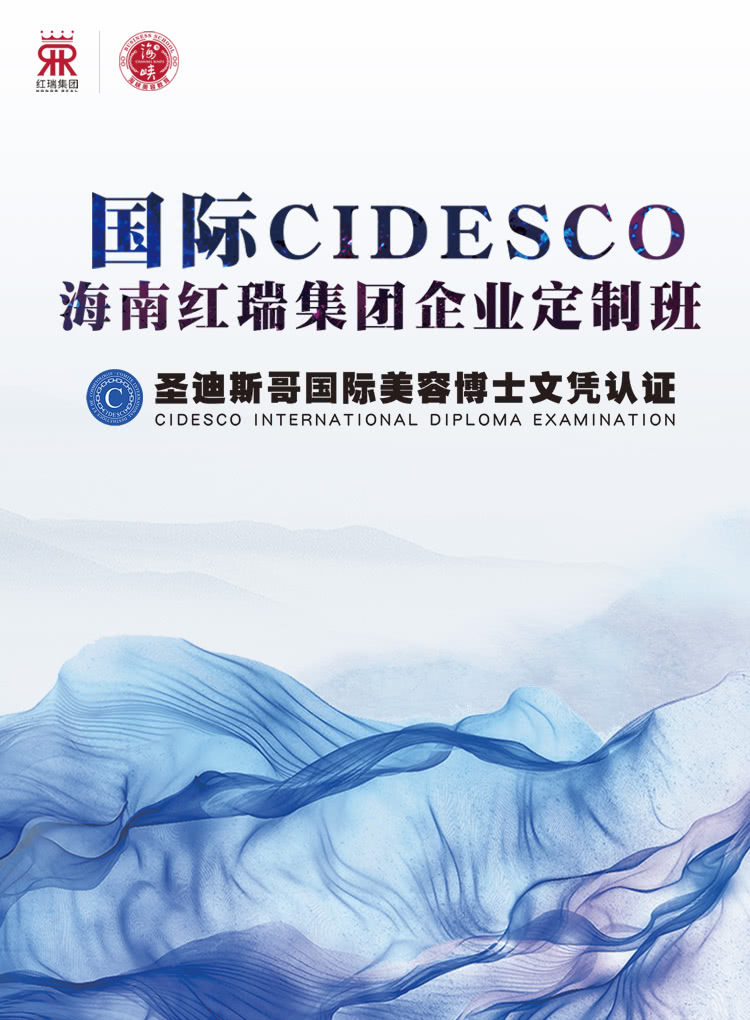 红瑞集团
HONOR REAL
BUSINESS SCHOOL
海峡
国际CIDESCO
海南红瑞集团企业定制班
C
CIDESCO
圣迪斯哥国际美容博士文凭认证
CIDESCO INTERNATIONAL DIPLOMA EXAMINATION